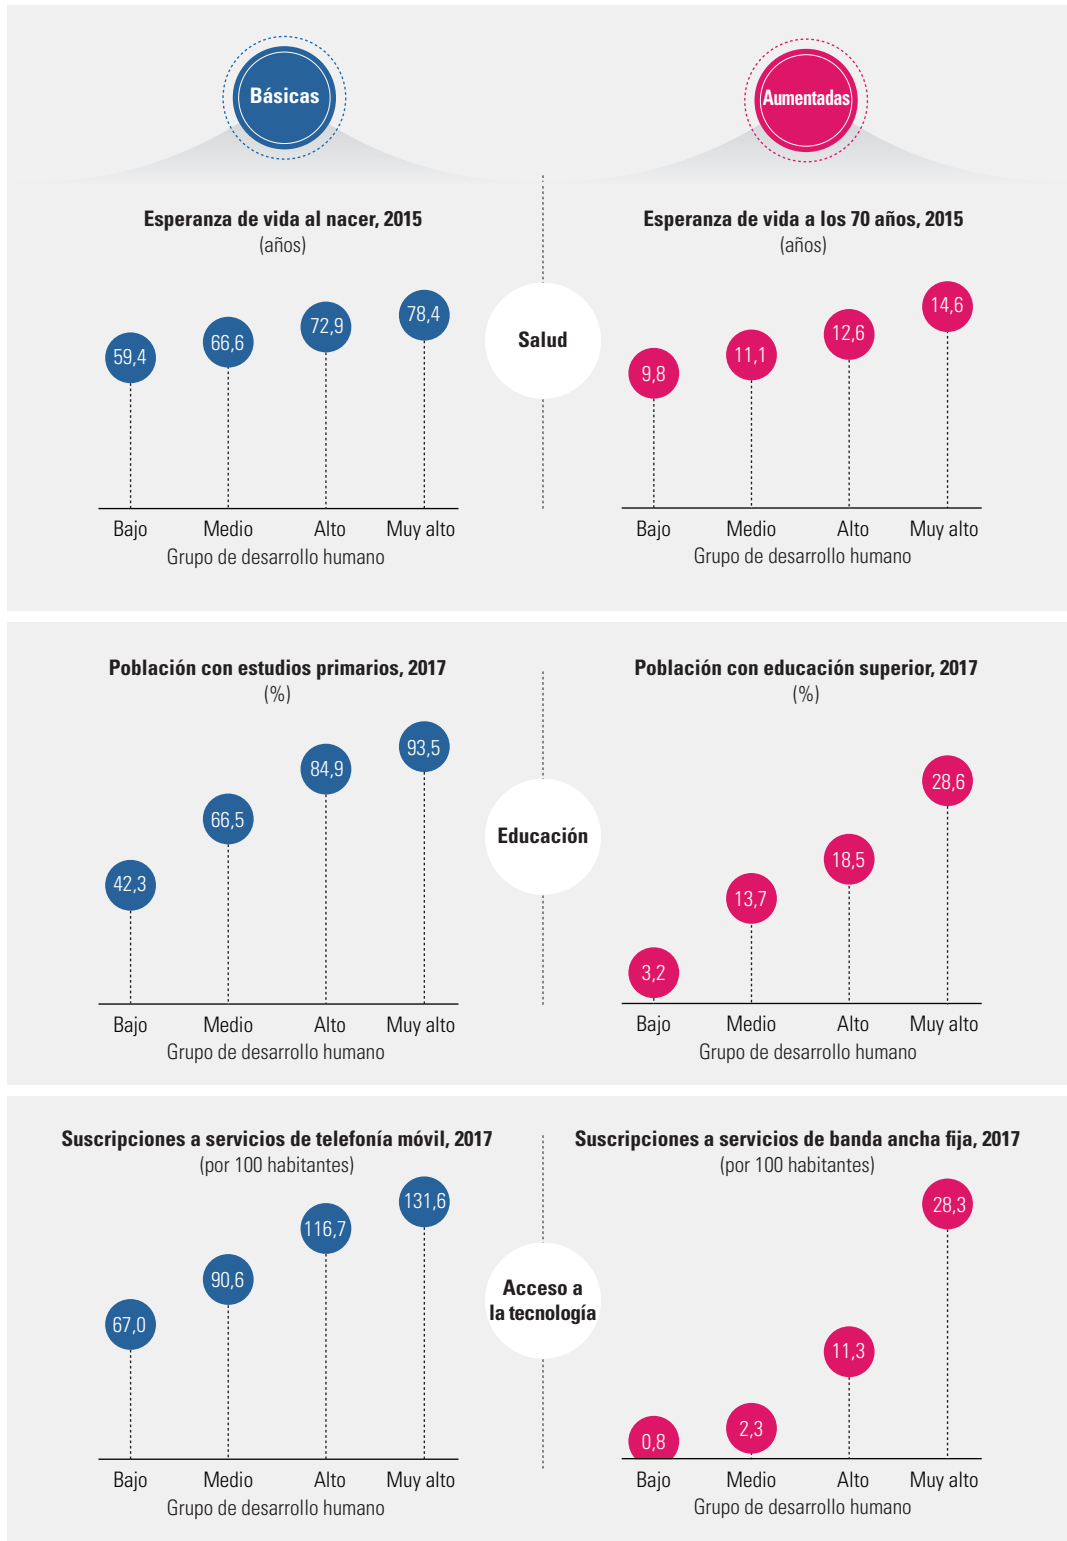 Básicas
Aumentadas
Esperanza de vida al nacer, 2015
(años)
59,4
66,6
72,9
78,4
Bajo Medio Alto Muy alto
Grupo de desarrollo humano
Salud
Esperanza de vida a los 70 años, 2015
(años)
9,8
11,1
12,6
14,6
Bajo Medio Alto Muy alto
Grupo de desarrollo humano
Población con estudios primarios, 2017
(%)
42,3
66,5
84,9
93,5
Bajo Medio Alto Muy alto
Grupo de desarrollo humano
Educación
Población con educación superior, 2017
(%)
3,2
13,7
18,5
28,6
Bajo Medio Alto Muy alto
Grupo de desarrollo humano
Suscripciones a servicios de telefonía móvil, 2017
(por 100 habitantes)
67,0
90,6
116,7
131,6
Bajo Medio Alto Muy alto
Grupo de desarrollo humano
Acceso a
la tecnología
Suscripciones a servicios de banda ancha fija, 2017
(por 100 habitantes)
0,8
2,3
11,3
28,3
Bajo Medio Alto Muy alto
Grupo de desarrollo humano